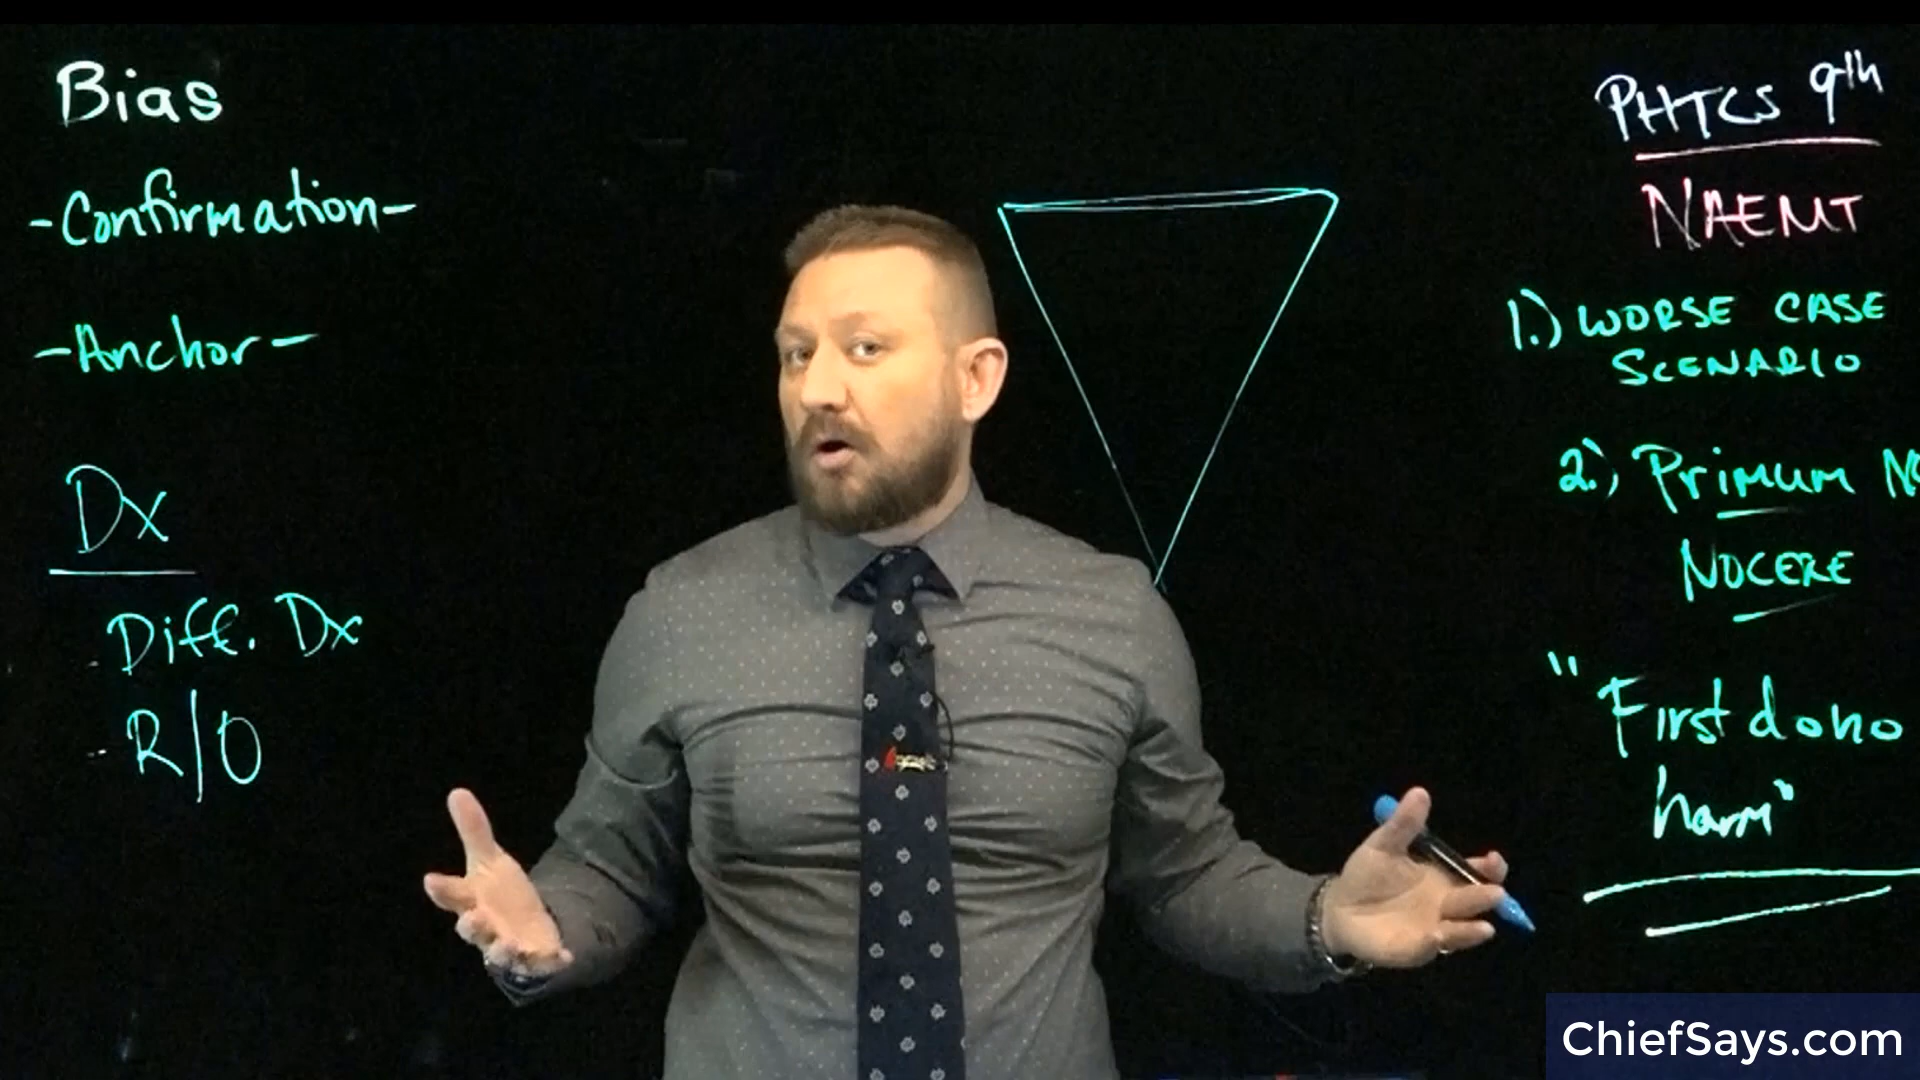 Bias
-Confirmation-
-Anchor-
Dx
Diff. Dx
R/O
PHTCS 9th
NAEMT
1.) WORSE CASE
SCENARIO
2.) Primum
NOCERE
"First do no
harm"
ChiefSays.com